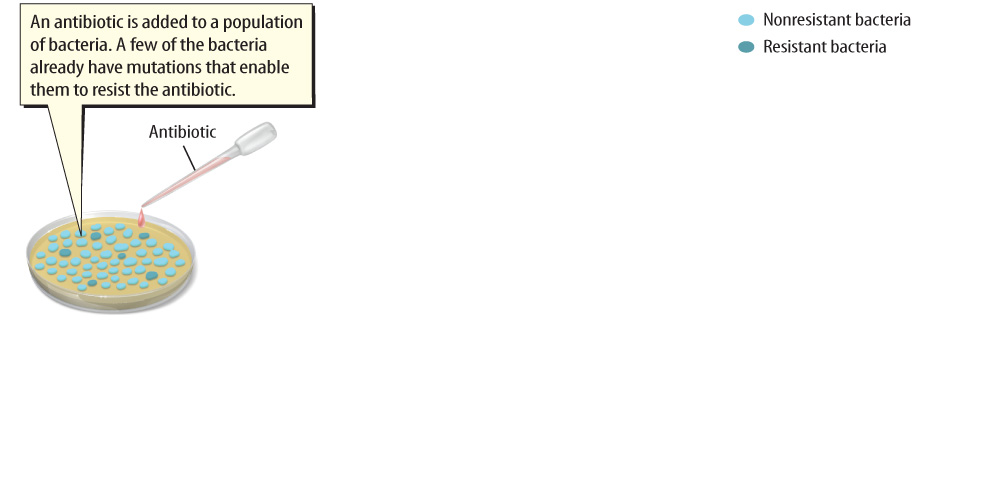 An antibiotic is added to a population
of bacteria. A few of the bacteria
already have mutations that enable
them to resist the antibiotic.
Antibiotic
Nonresistant bacteria
Resistant bacteria